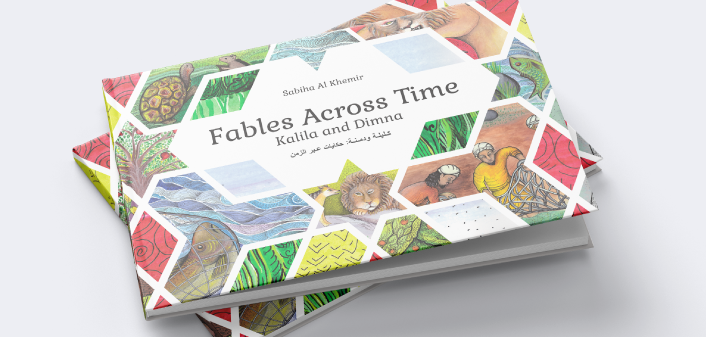 Sabiha Al Khemir
Fables Across Time
Kalila and Dimna
كليلة ودمنة: حكايات عبر الزمن